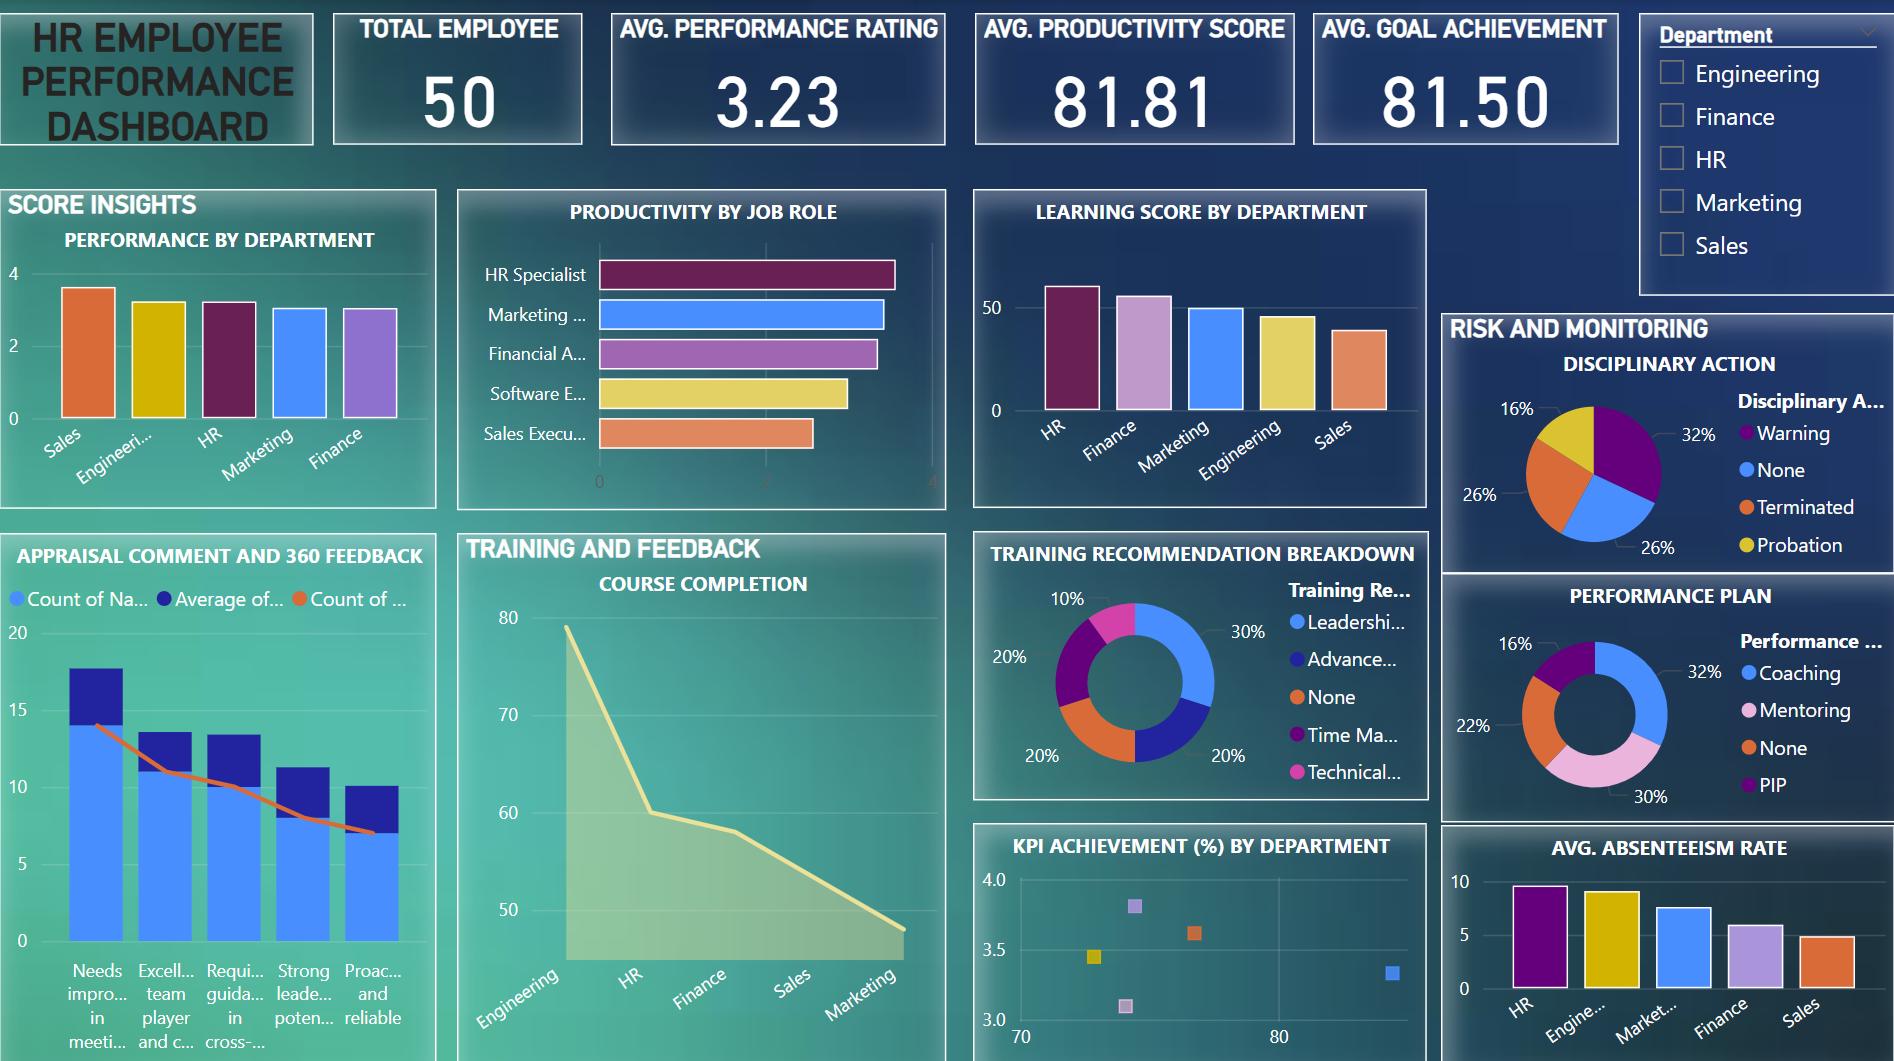 HR EMPLOYEE
PERFORMANCE
DASHBOARD
TOTAL EMPLOYEE
50
AVG. PERFORMANCE RATING
3.23
AVG. PRODUCTIVITY SCORE
81.81
AVG. GOAL ACHIEVEMENT
81.50
Department
Engineering
Finance
HR
Marketing
Sales
SCORE INSIGHTS
PERFORMANCE BY DEPARTMENT
4
2
0
Sales
Engineeri...
HR
Marketing
Finance
PRODUCTIVITY BY JOB ROLE
HR Specialist
Marketing ...
Financial A...
Software E...
Sales Execu...
0
2
4
LEARNING SCORE BY DEPARTMENT
50
0
HR
Finance
Marketing
Engineering
Sales
RISK AND MONITORING
DISCIPLINARY ACTION
16%
32%
26%
26%
Disciplinary A...
Warning
None
Terminated
Probation
APPRAISAL COMMENT AND 360 FEEDBACK
Count of Na...
Average of...
Count of ...
20
15
10
5
0
Needs
impro...
in
meeti...
Excell...
team
player
and c...
Requi...
guida...
in
cross-...
Strong
leade...
poten...
Proac...
and
reliable
TRAINING AND FEEDBACK
COURSE COMPLETION
80
70
60
50
Engineering
HR
Finance
Sales
Marketing
TRAINING RECOMMENDATION BREAKDOWN
10%
30%
20%
20%
20%
Training Re...
Leadershi...
Advance...
None
Time Ma...
Technical...
PERFORMANCE PLAN
16%
32%
22%
30%
Performance ...
Coaching
Mentoring
None
PIP
KPI ACHIEVEMENT (%) BY DEPARTMENT
4.0
3.5
3.0
70
80
AVG. ABSENTEEISM RATE
10
5
0
HR
Engine...
Market...
Finance
Sales